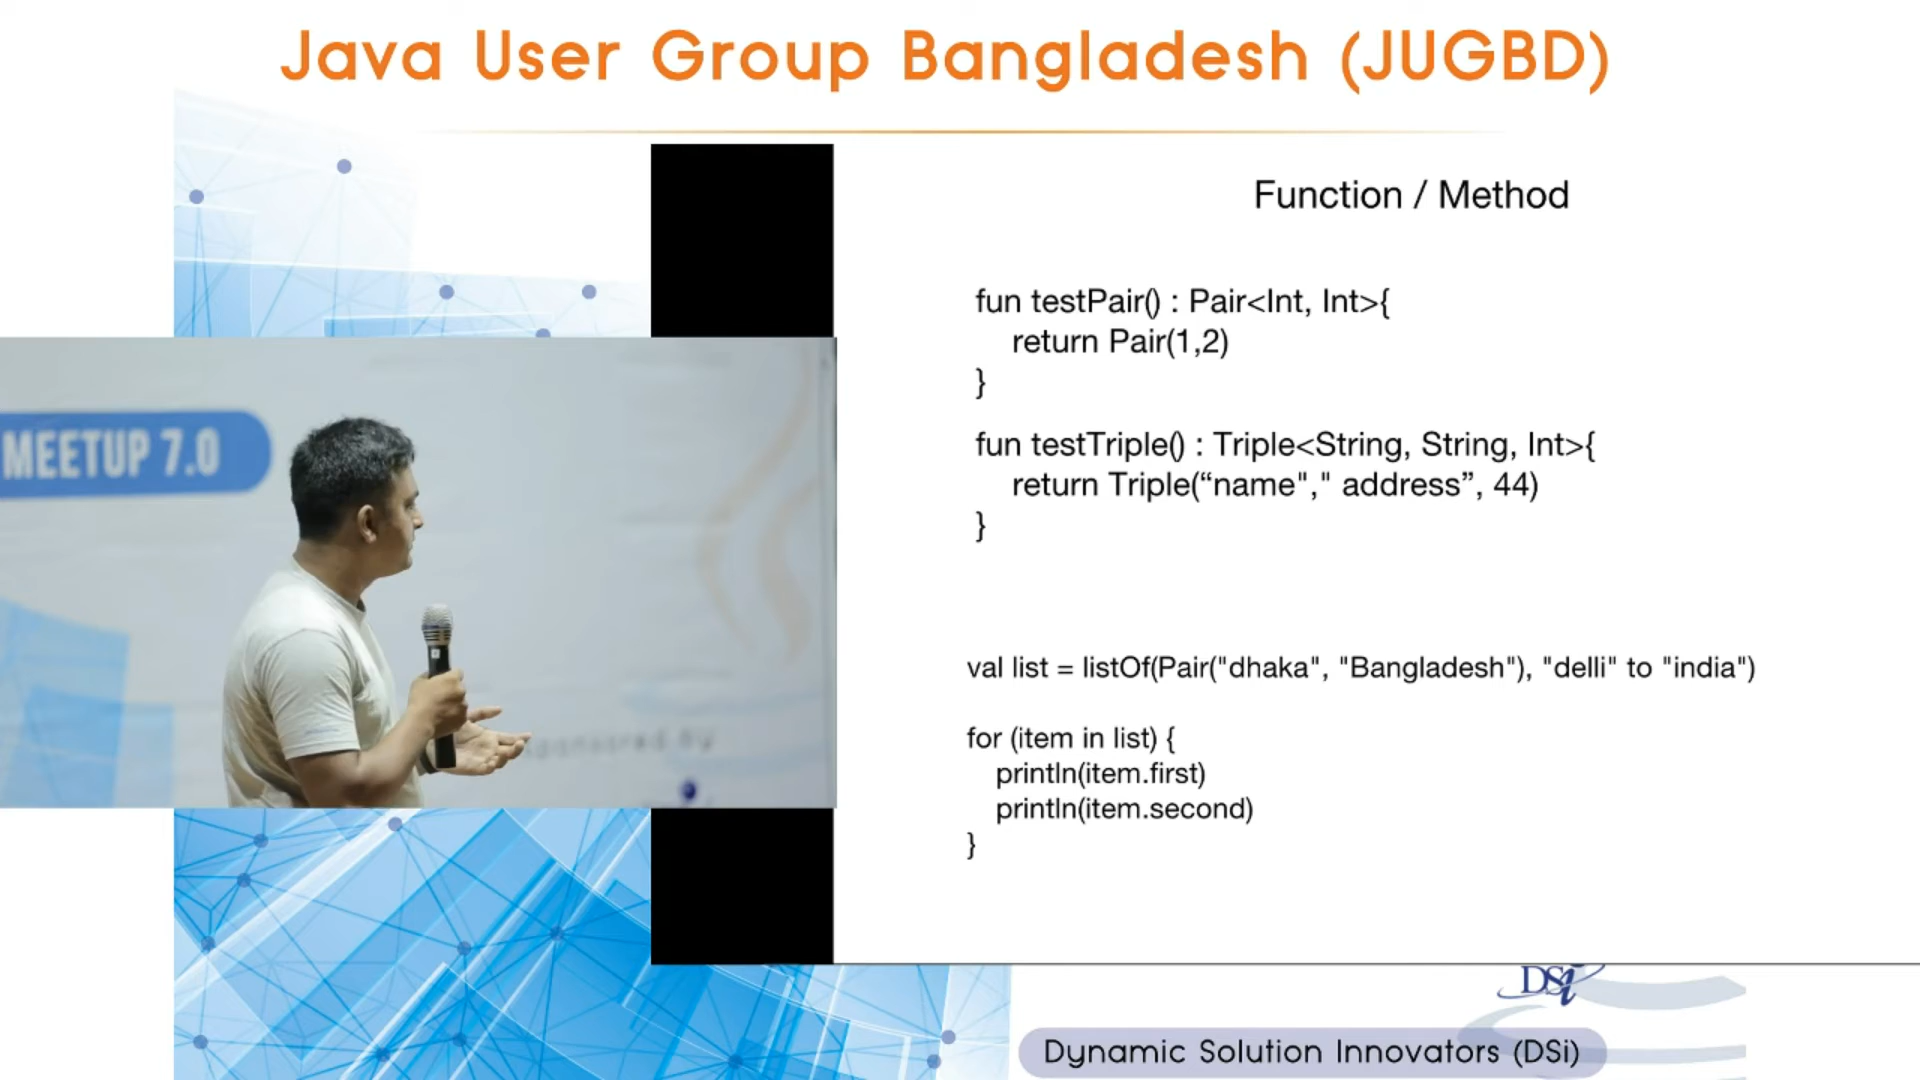 Java User Group Bangladesh (JUGBD)
Function / Method
fun testPair() : Pair<Int, Int>{
return Pair(1,2)
}
fun testTriple() : Triple<String, String, Int>{
return Triple(“name"," address”, 44)
}
val list = listOf(Pair("dhaka", "Bangladesh"), "delli" to "india")
for (item in list) {
println(item.first)
println(item.second)
}
MEETUP 7.0
sponsored by
DSi
Dynamic Solution Innovators (DSi)